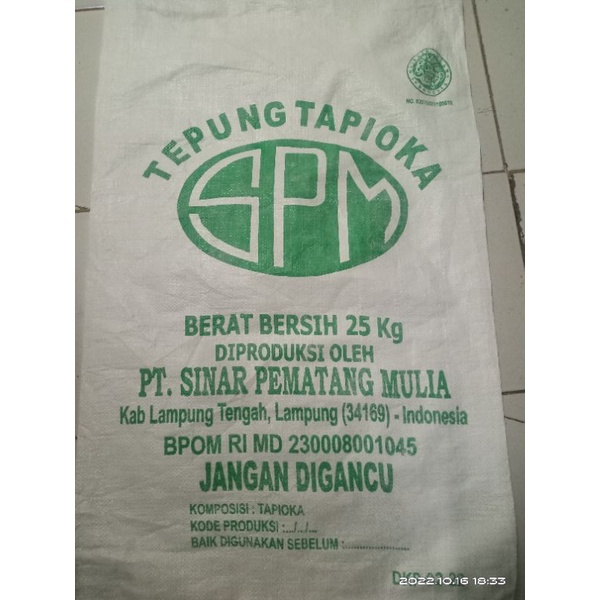 TEPUNG TAPIOKA
SPM
BERAT BERSIH 25 Kg
DIPRODUKSI OLEH
PT. SINAR PEMATANG MULIA
Kab Lampung Tengah, Lampung (34169) - Indonesia
BPOM RI MD 230008001045
JANGAN DIGANCU
KOMPOSISI : TAPIOKA
KODE PRODUKSI :../../...
BAIK DIGUNAKAN SEBELUM :.................
2022.10.16 18:33